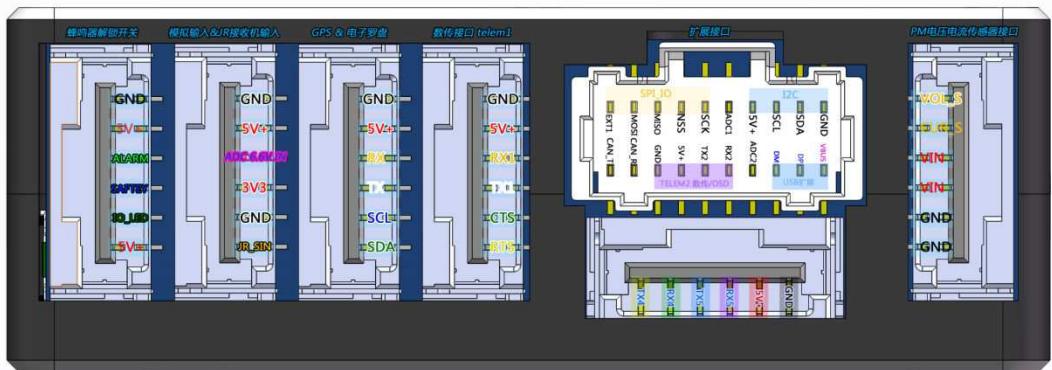 蜂鸣器解锁开关
模拟输入&JR接收机输入
GPS & 电子罗盘
数传接口 telem1
扩展接口
PM电压电流传感器接口
GND
5V+
ALARM
SAFTEY
IO_LED
5V+
GND
5V+
ADC:6.6V
3V3
GND
JR_SIN
GND
5V+
RX
TX
SCL
SDA
GND
5V+
RX1
CTS
RTS
SPI_IO
I2C
EXT1 MOSI MISO NSS SCK ADC1 5V+ SCL SDA GND
CAN_RL GND 5V+ TX2 RX2 ADC2 DM DP VBUS
TELEM2 数传/OSD
USB扩展
TX4 RX4 TX5 RX5 5V GND
VOL_S
CUR_S
VIN
VIN
GND
GND